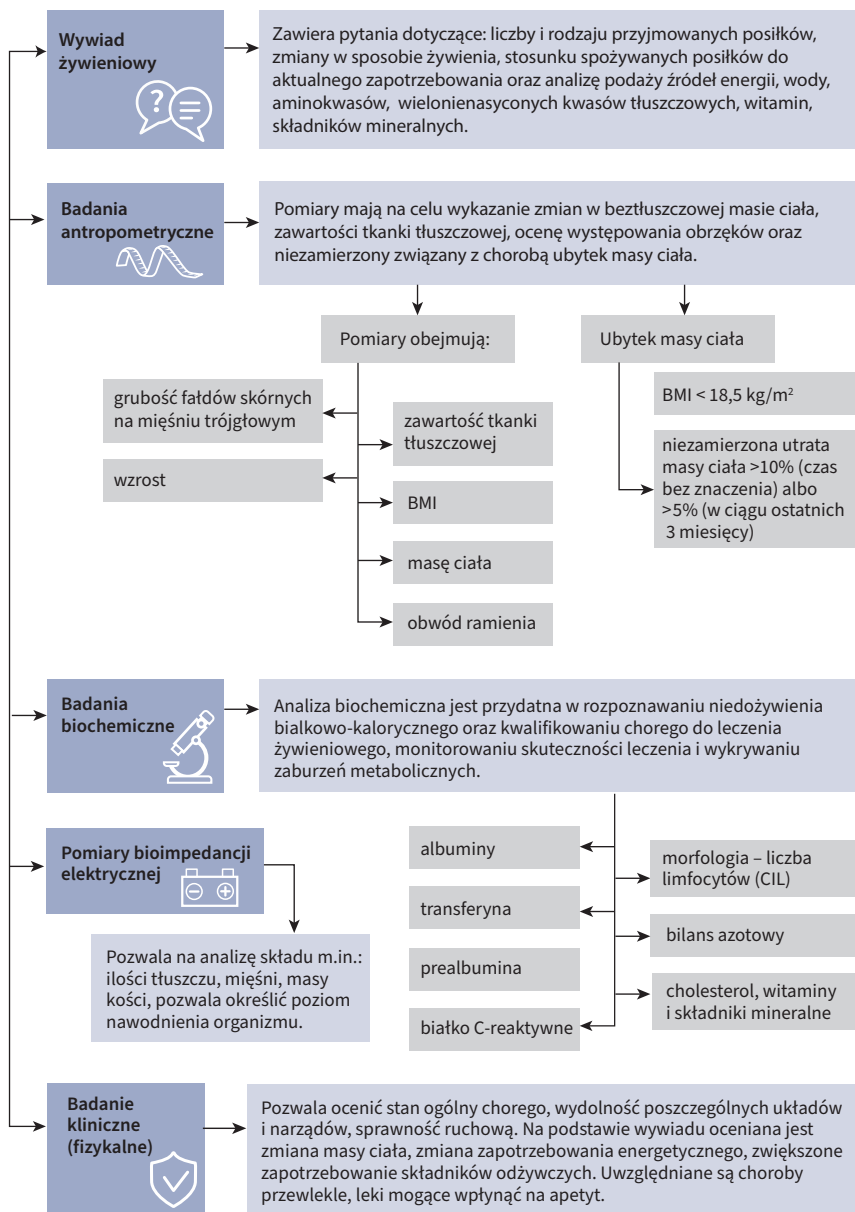 Wywiad
żywieniowy
?
Zawiera pytania dotyczące: liczby i rodzaju przyjmowanych posiłków,
zmiany w sposobie żywienia, stosunku spożywanych posiłków do
aktualnego zapotrzebowania oraz analizę podaży źródeł energii, wody,
aminokwasów, wielonienasyconych kwasów tłuszczowych, witamin,
składników mineralnych.
Badania
antropometryczne
Pomiary mają na celu wykazanie zmian w beztłuszczowej masie ciała,
zawartości tkanki tłuszczowej, ocenę występowania obrzęków oraz
niezamierzony związany z chorobą ubytek masy ciała.
Pomiary obejmują:
grubość fałdów skórnych
na mięśniu trójgłowym
wzrost
zawartość tkanki
tłuszczowej
BMI
masę ciała
obwód ramienia
Ubytek masy ciała
BMI < 18,5 kg/m²
niezamierzona utrata
masy ciała >10% (czas
bez znaczenia) albo
>5% (w ciągu ostatnich
3 miesięcy)
Badania
biochemiczne
Analiza biochemiczna jest przydatna w rozpoznawaniu niedożywienia
bialkowo-kalorycznego oraz kwalifikowaniu chorego do leczenia
żywieniowego, monitorowaniu skuteczności leczenia i wykrywaniu
zaburzeń metabolicznych.
albuminy
transferyna
prealbumina
białko C-reaktywne
morfologia – liczba
limfocytów (CIL)
bilans azotowy
cholesterol, witaminy
i składniki mineralne
Pomiary bioimpedancji
elektrycznej
Pozwala na analizę składu m.in.:
ilości tłuszczu, mięśni, masy
kości, pozwala określić poziom
nawodnienia organizmu.
Badanie
kliniczne
(fizykalne)
Pozwala ocenić stan ogólny chorego, wydolność poszczególnych układów
i narządów, sprawność ruchową. Na podstawie wywiadu oceniana jest
zmiana masy ciała, zmiana zapotrzebowania energetycznego, zwiększone
zapotrzebowanie składników odżywczych. Uwzględniane są choroby
przewlekle, leki mogące wpłynąć na apetyt.